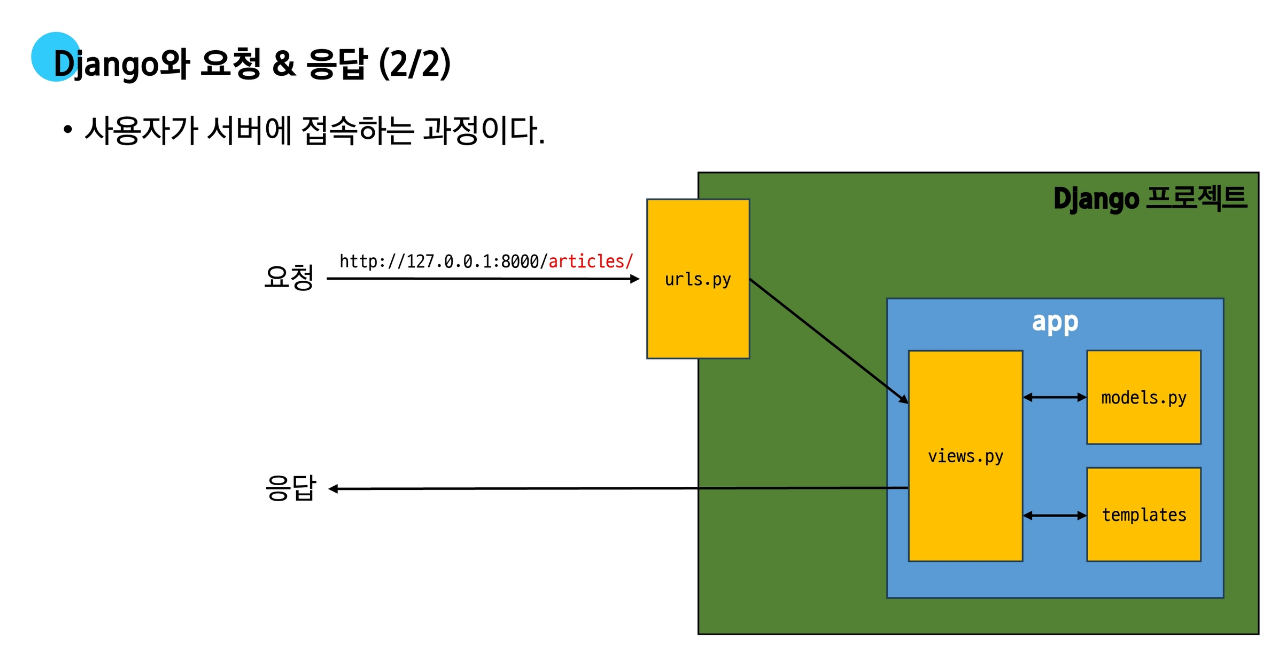 Django와 요청 & 응답 (2/2)
• 사용자가 서버에 접속하는 과정이다.
Django 프로젝트
요청
http://127.0.0.1:8000/articles/
urls.py
app
views.py
models.py
templates
응답